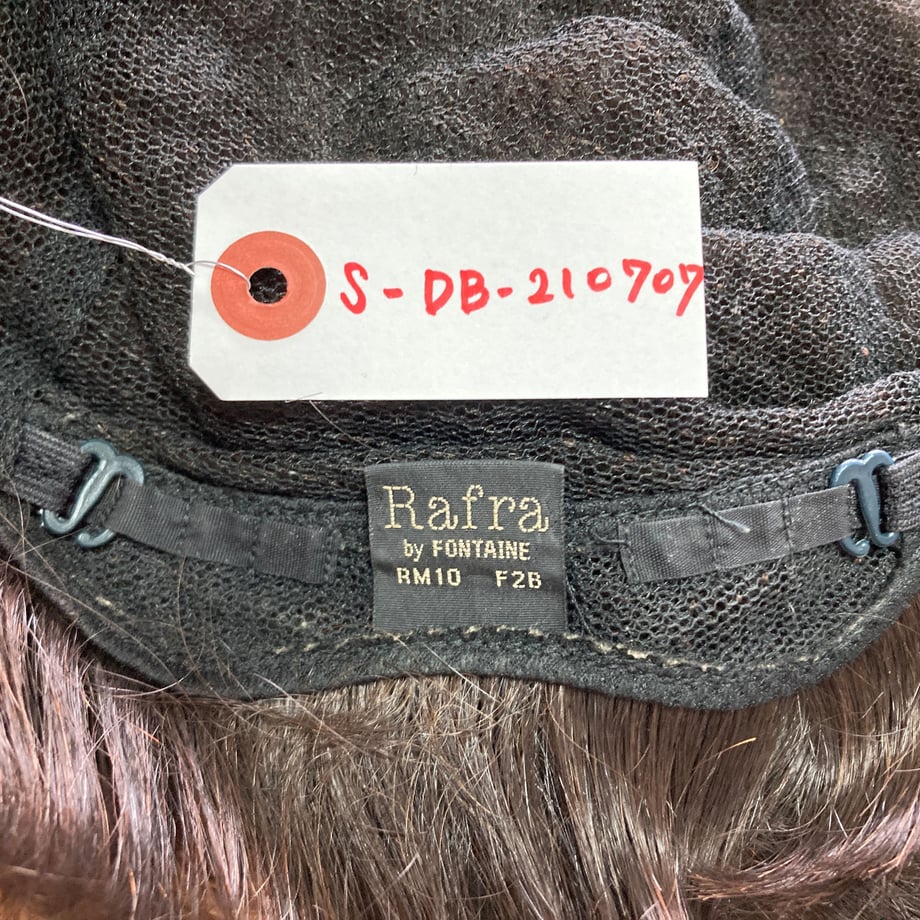 S-DB-210707
Rafra
by FONTAINE
RM10 F2B